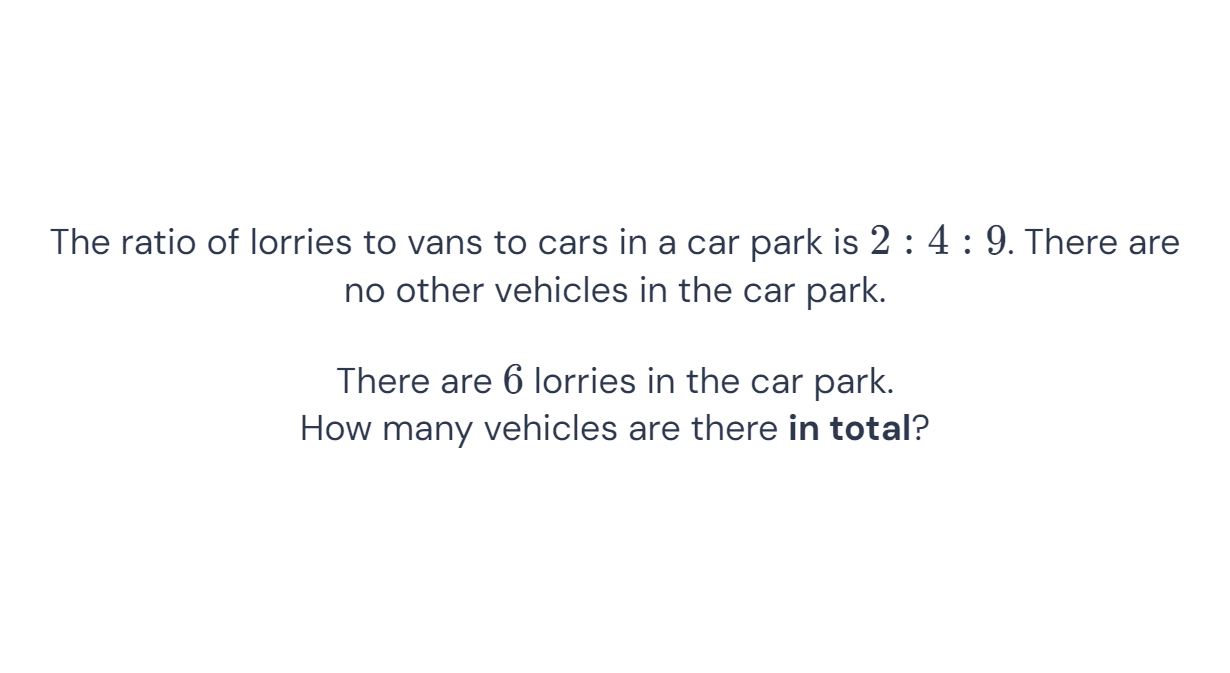 The ratio of lorries to vans to cars in a car park is 2 : 4 : 9. There are
no other vehicles in the car park.
There are 6 lorries in the car park.
How many vehicles are there in total?